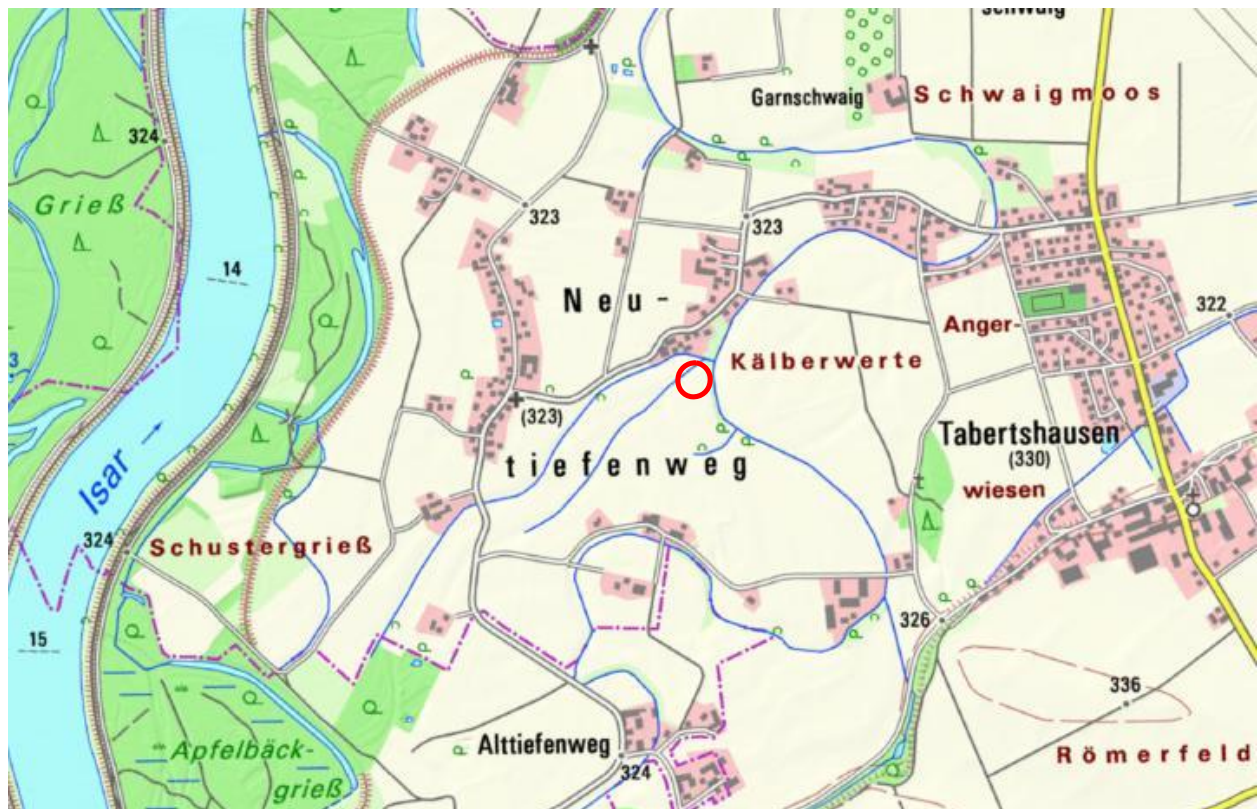 schwaig
Garnschwaig
Schwaigmoos
324
Grieß
323
323
14
Neu-
322
Anger-
Kälberwerte
(323)
Tabertshausen
(330)
tiefenweg
wiesen
Isar
324
Schustergrieß
326
15
336
Apfelbäck-
grieß
Alttiefenweg
324
Römerfeld